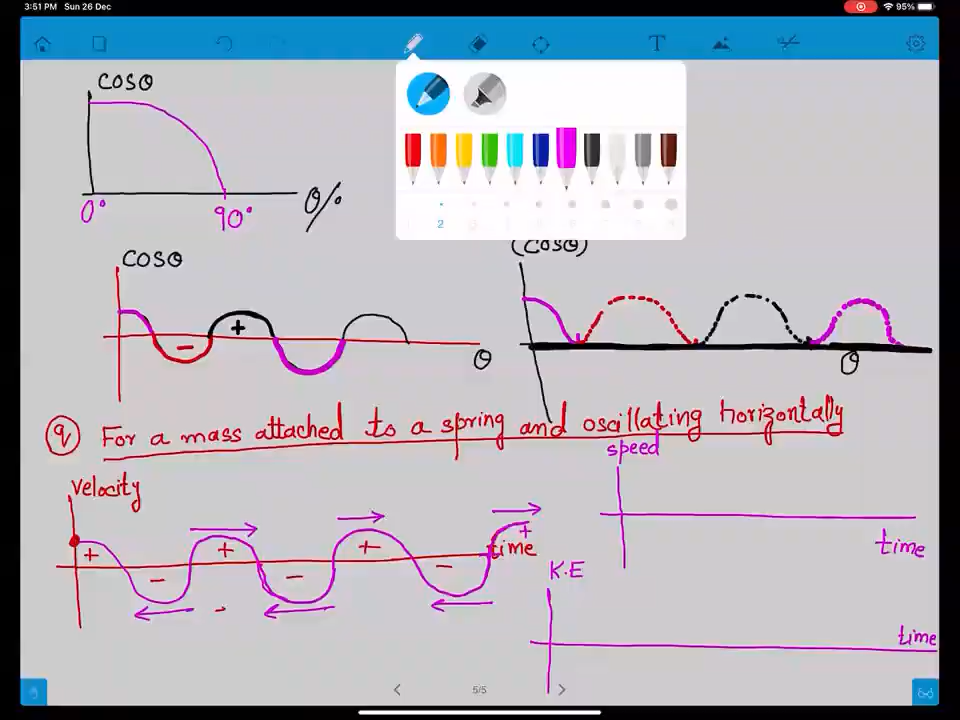 3:51 PM Sun 26 Dec
95%
T
2
COSθ
0° 90° θ/°
COSθ
+ −
θ
(COSθ)
θ
q For a mass attached to a spring and oscillating horizontally
Velocity
+ − + − + − +
time
speed
time
K.E
time
5/5